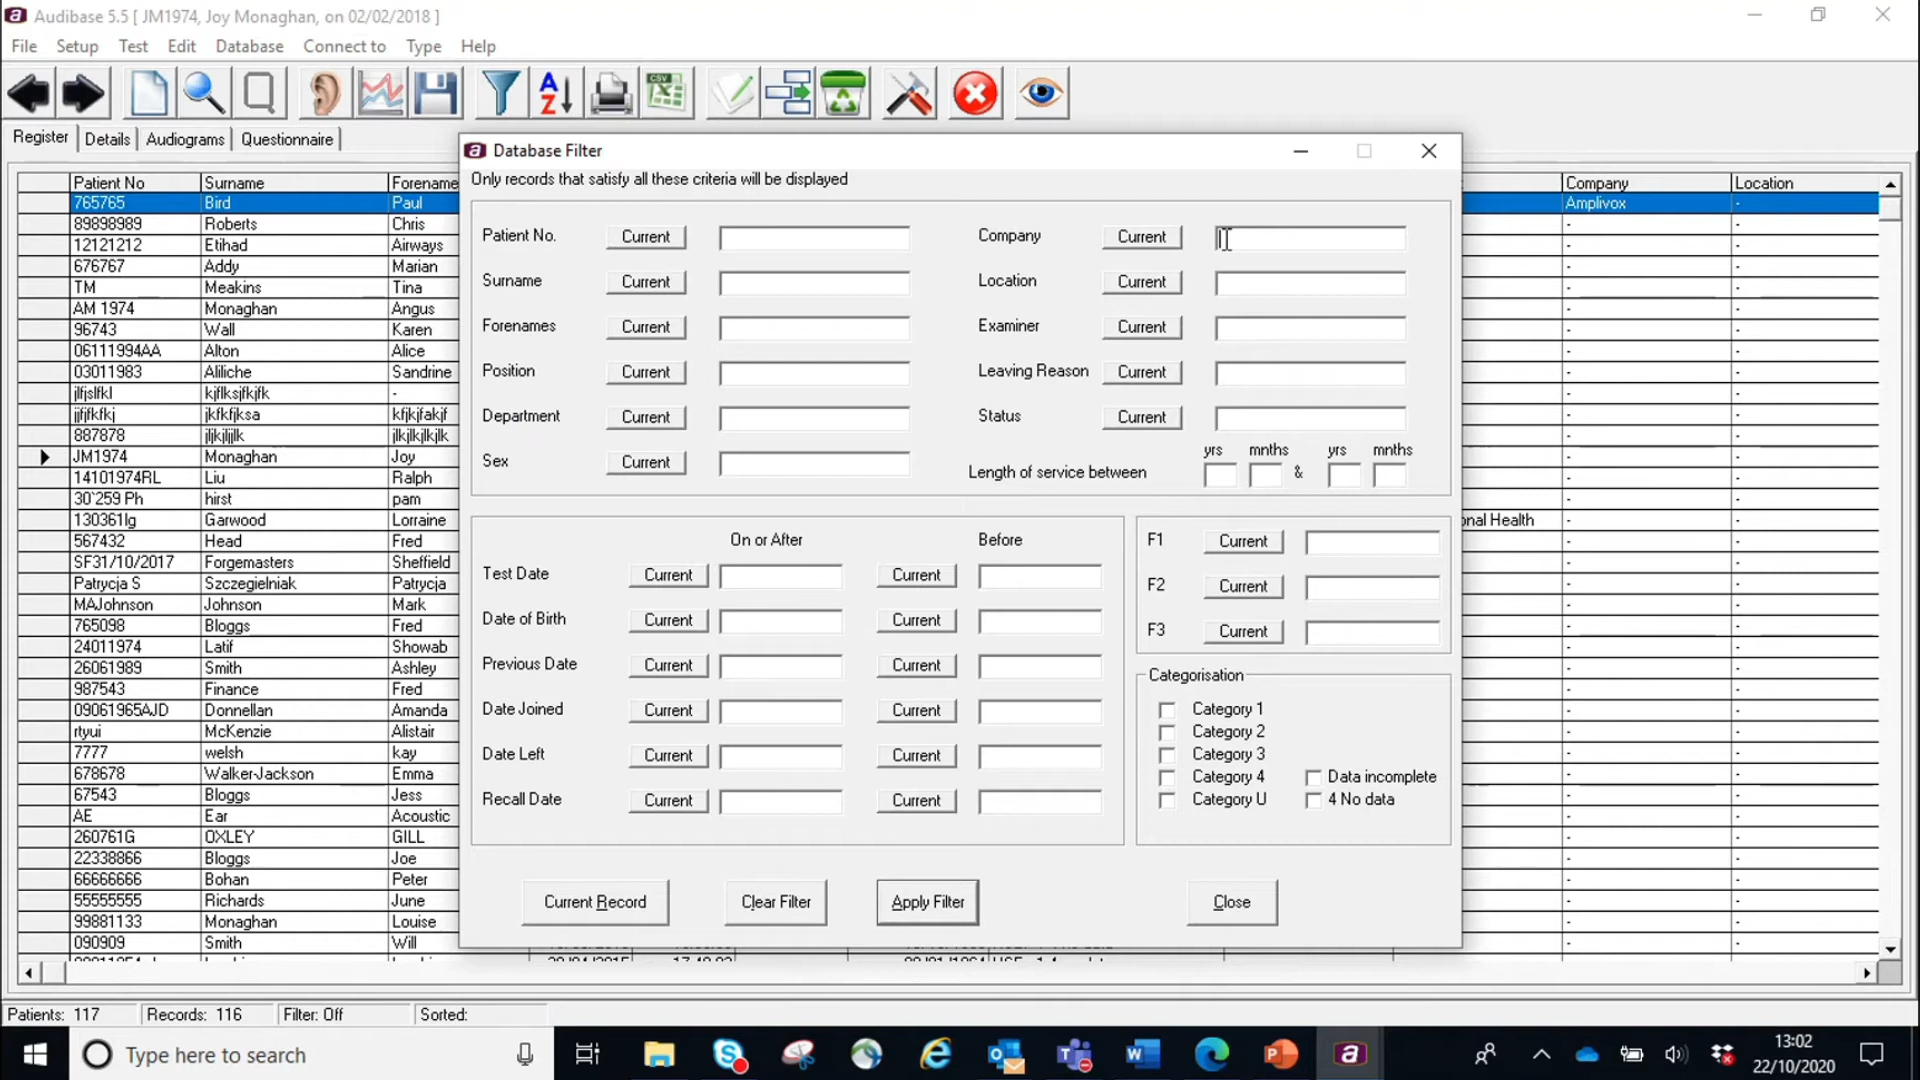 Audibase 5.5 [ JM1974, Joy Monaghan, on 02/02/2018 ]
File Setup Test Edit Database Connect to Type Help
A Z CSV
Register Details Audiograms Questionnaire
Database Filter
Only records that satisfy all these criteria will be displayed
Patient No Surname Forename Company Location
765765 Bird Paul Amplivox -
89898989 Roberts Chris - -
12121212 Etihad Airways - -
676767 Addy Marian - -
TM Meakins Tina - -
AM 1974 Monaghan Angus - -
96743 Wall Karen - -
06111994AA Alton Alice - -
03011983 Aliliche Sandrine - -
jlfjslfkl kjflksjfkjfk - - -
jjfjfkfkj jkfkfjksa kfjkjfakjf - -
887878 jljkjljjlk jlkjlkjlkjlk - -
JM1974 Monaghan Joy - -
14101974RL Liu Ralph - -
30`259 Ph hirst pam - -
130361lg Garwood Lorraine onal Health - -
567432 Head Fred - -
SF31/10/2017 Forgemasters Sheffield - -
Patrycja S Szczegielniak Patrycja - -
MAJohnson Johnson Mark - -
765098 Bloggs Fred - -
24011974 Latif Showab - -
26061989 Smith Ashley - -
987543 Finance Fred - -
09061965AJD Donnellan Amanda - -
rtyui McKenzie Alistair - -
7777 welsh kay - -
678678 Walker-Jackson Emma - -
67543 Bloggs Jess - -
AE Ear Acoustic - -
260761G OXLEY GILL - -
22338866 Bloggs Joe - -
66666666 Bohan Peter - -
55555555 Richards June - -
99881133 Monaghan Louise - -
090909 Smith Will - -
Patient No. Current Company Current
Surname Current Location Current
Forenames Current Examiner Current
Position Current Leaving Reason Current
Department Current Status Current
yrs mnths yrs mnths
Sex Current Length of service between &
On or After Before
Test Date Current Current
Date of Birth Current Current
Previous Date Current Current
Date Joined Current Current
Date Left Current Current
Recall Date Current Current
F1 Current
F2 Current
F3 Current
Categorisation
Category 1
Category 2
Category 3
Category 4 Data incomplete
Category U 4 No data
Current Record Clear Filter Apply Filter Close
Patients: 117 Records: 116 Filter: Off Sorted:
Type here to search
13:02
22/10/2020